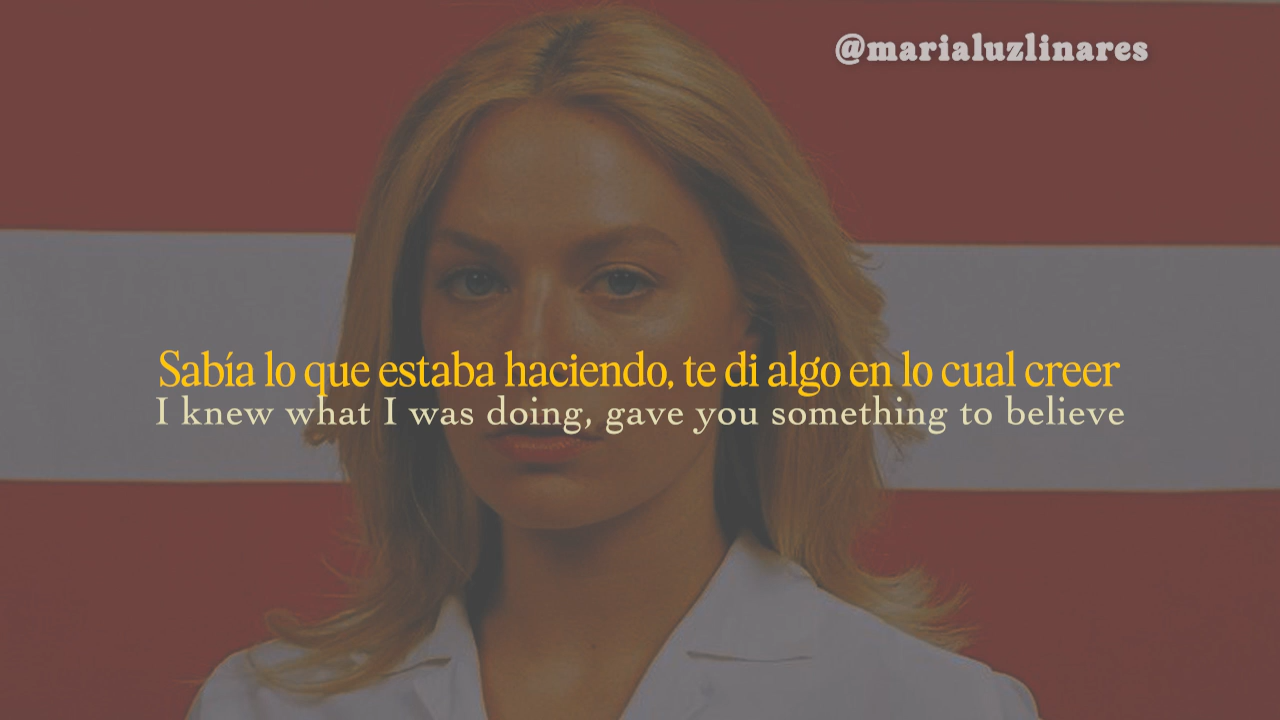 @marialuzlinares
Sabía lo que estaba haciendo, te di algo en lo cual creer
I knew what I was doing, gave you something to believe